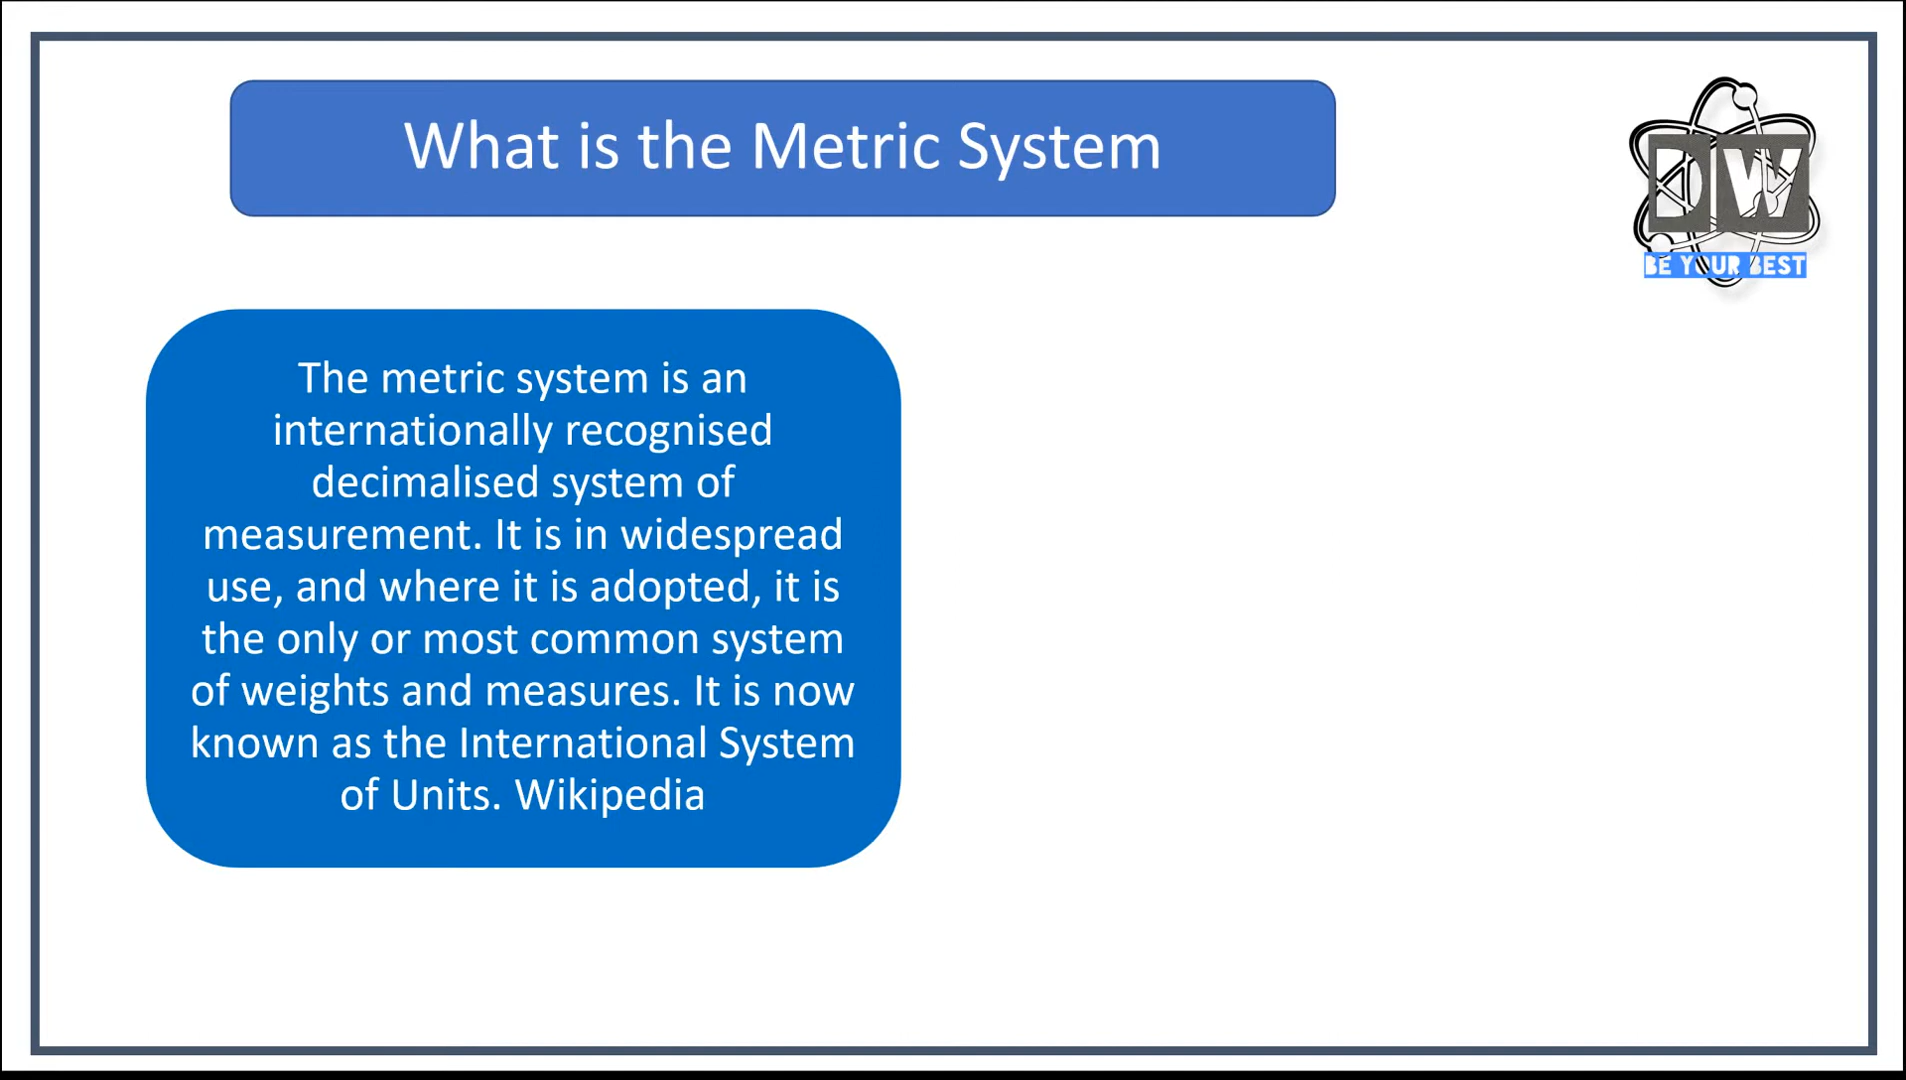 What is the Metric System
DW
BE YOUR BEST
The metric system is an
internationally recognised
decimalised system of
measurement. It is in widespread
use, and where it is adopted, it is
the only or most common system
of weights and measures. It is now
known as the International System
of Units. Wikipedia